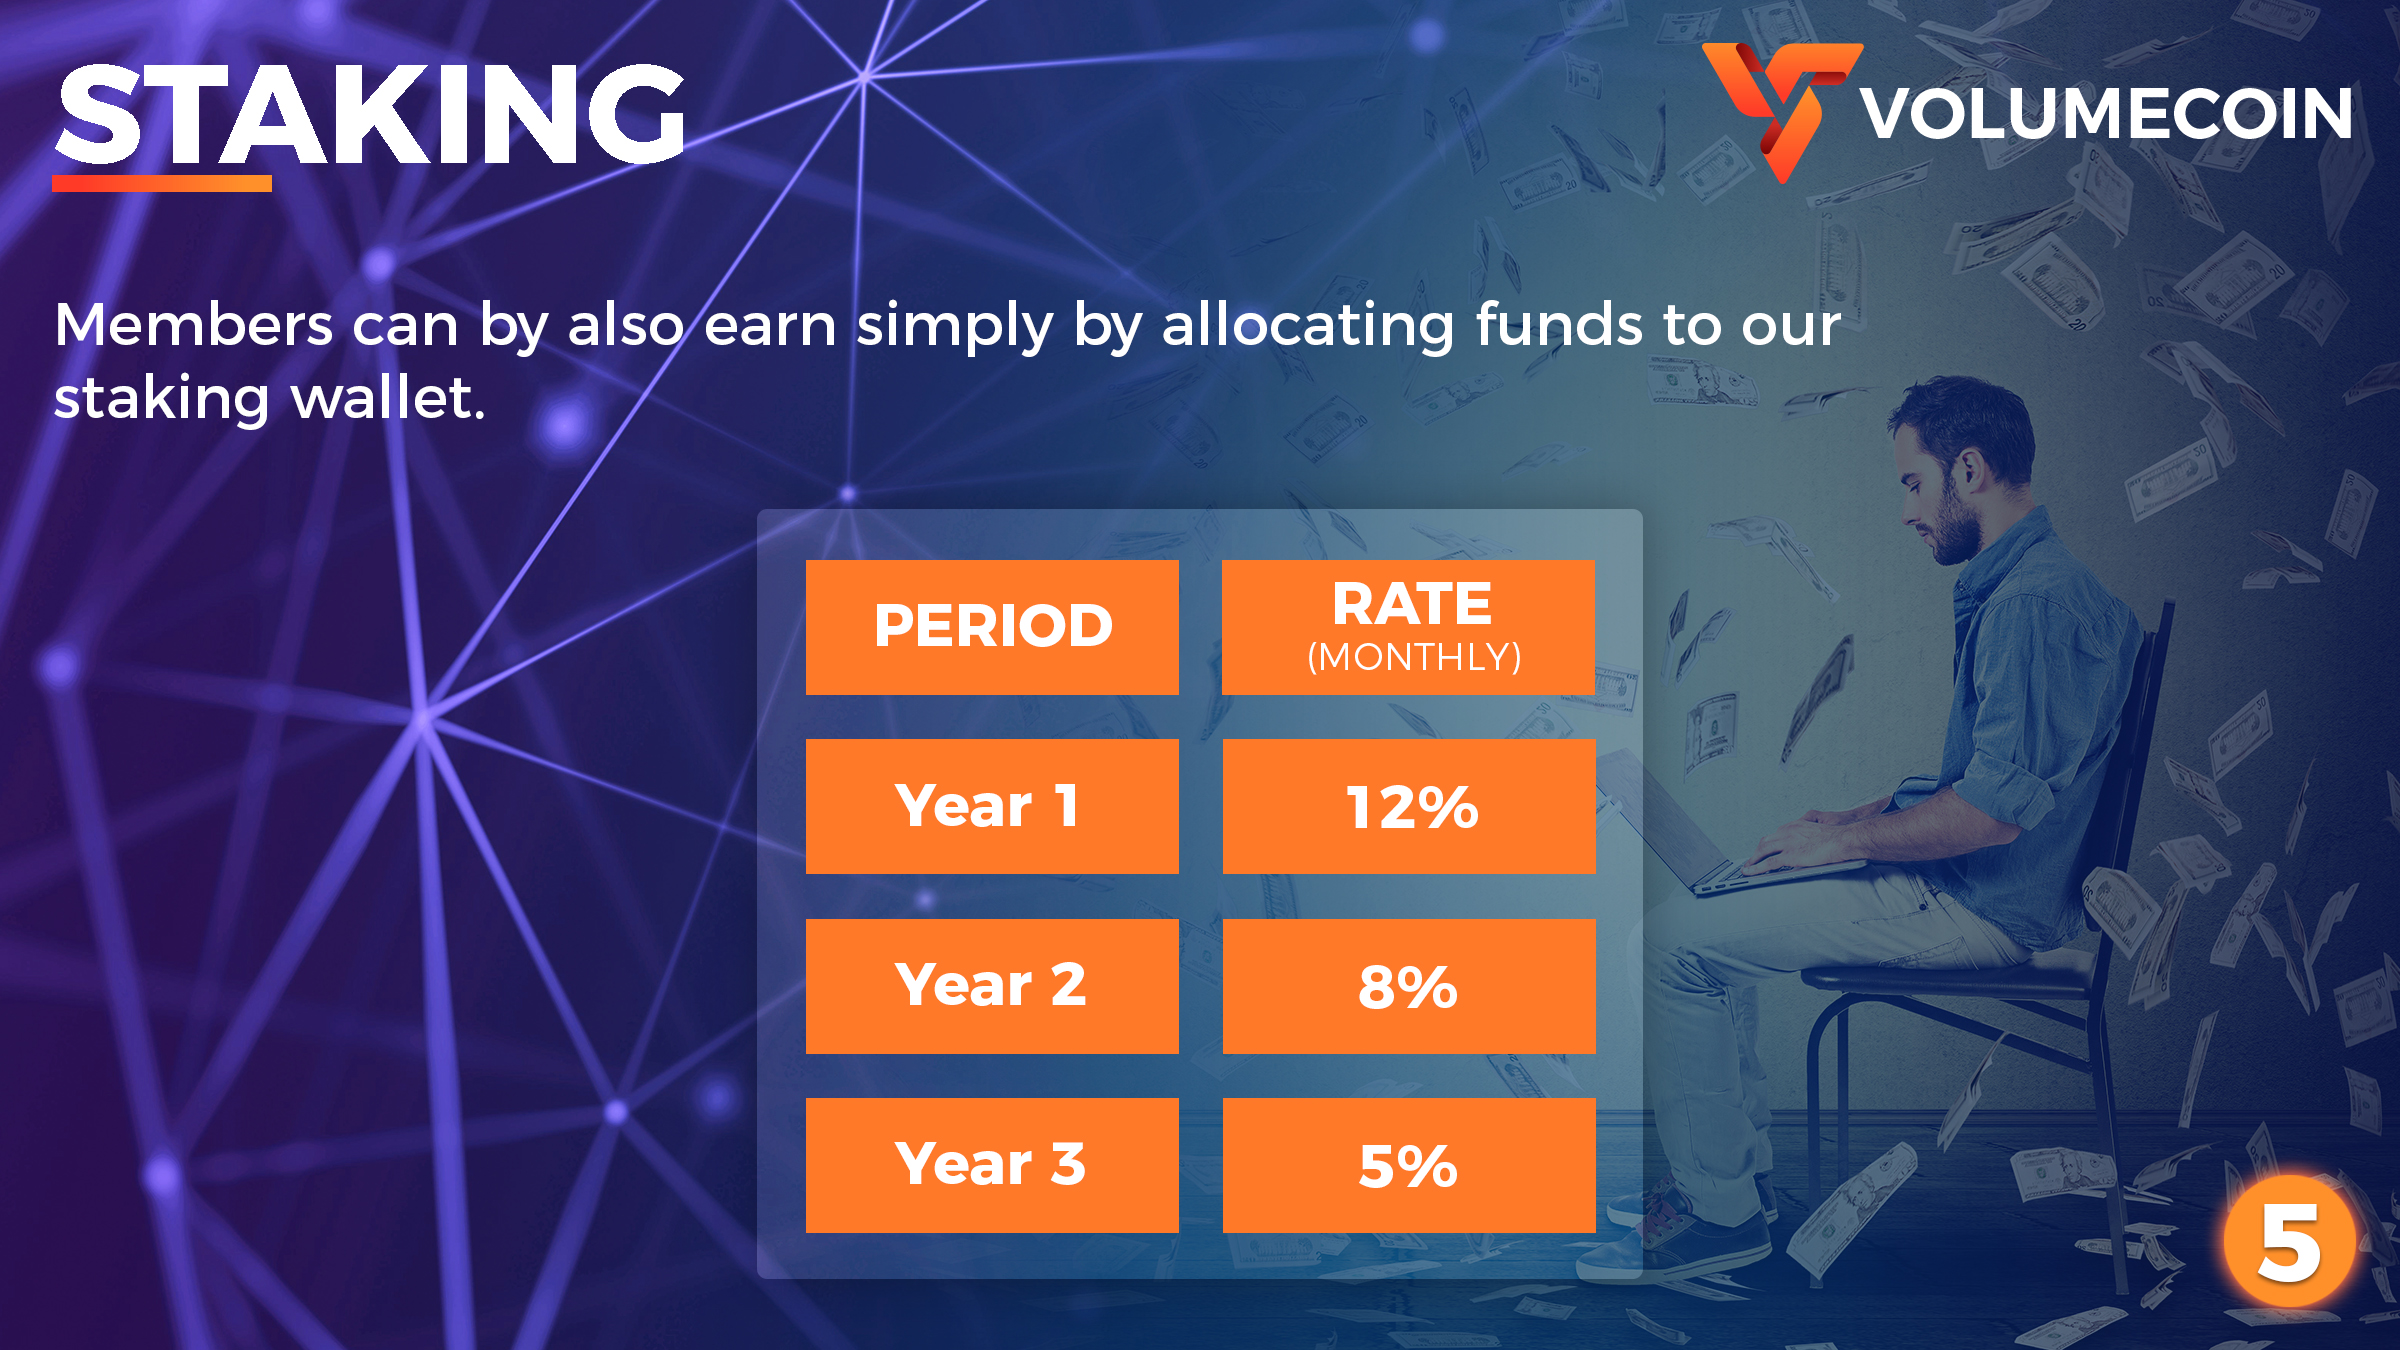 STAKING
VOLUMECOIN
Members can by also earn simply by allocating funds to our
staking wallet.
PERIOD
RATE
(MONTHLY)
Year 1
12%
Year 2
8%
Year 3
5%
5